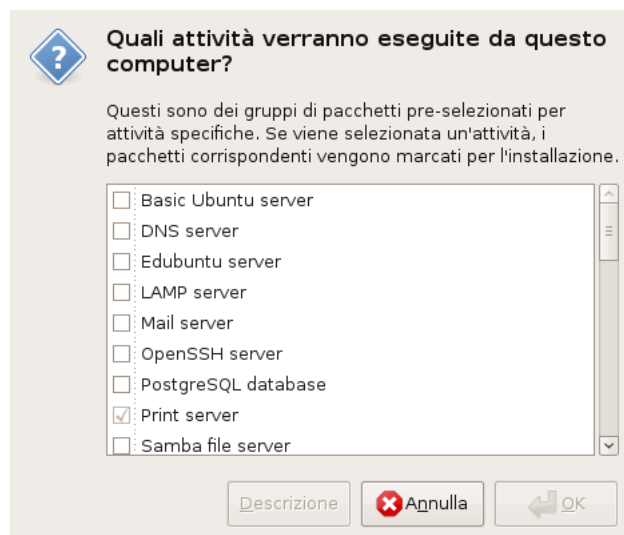 Quali attività verranno eseguite da questo
computer?
Questi sono dei gruppi di pacchetti pre-selezionati per
attività specifiche. Se viene selezionata un'attività, i
pacchetti corrispondenti vengono marcati per l'installazione.
Basic Ubuntu server
DNS server
Edubuntu server
LAMP server
Mail server
OpenSSH server
PostgreSQL database
Print server
Samba file server
Descrizione Annulla OK